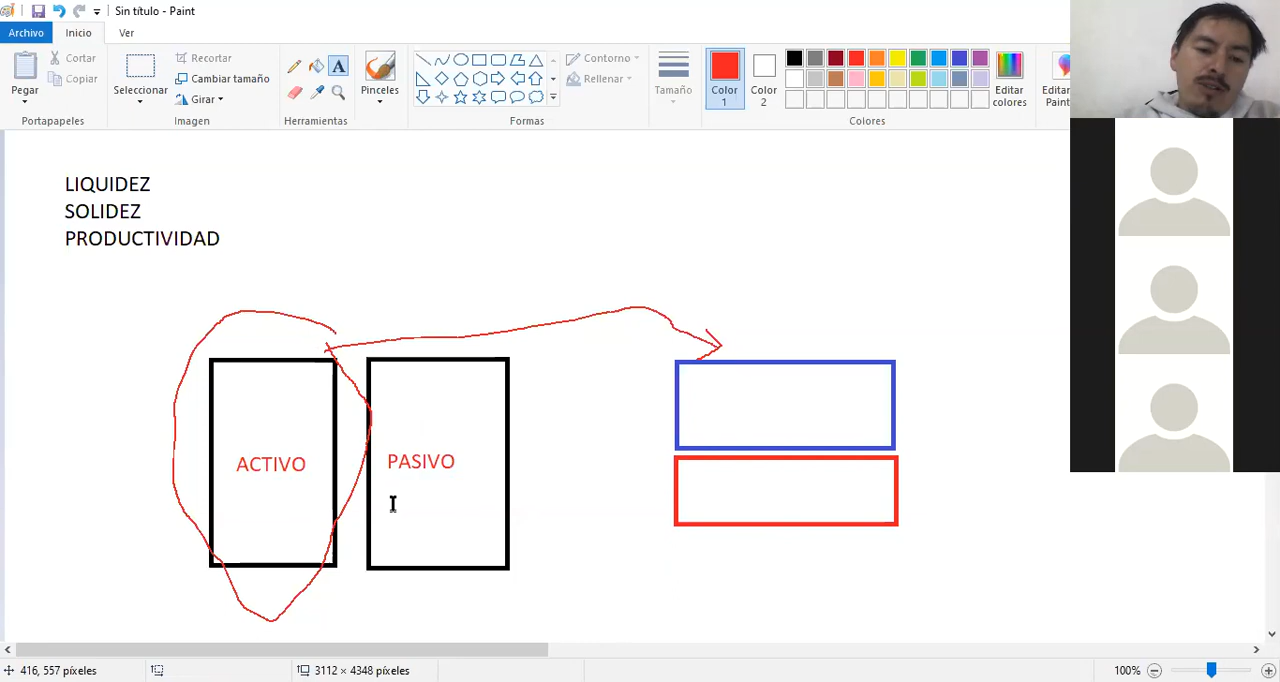 Sin título - Paint
Archivo Inicio Ver
Pegar
Cortar
Copiar
Portapapeles
Seleccionar
Recortar
Cambiar tamaño
Girar
Imagen
A
Herramientas
Pinceles
Contorno
Rellenar
Formas
Tamaño
Color
1
Color
2
Editar
colores
Colores
Editar
Paint
LIQUIDEZ
SOLIDEZ
PRODUCTIVIDAD
ACTIVO
PASIVO
416, 557 píxeles
3112 × 4348 píxeles
100%